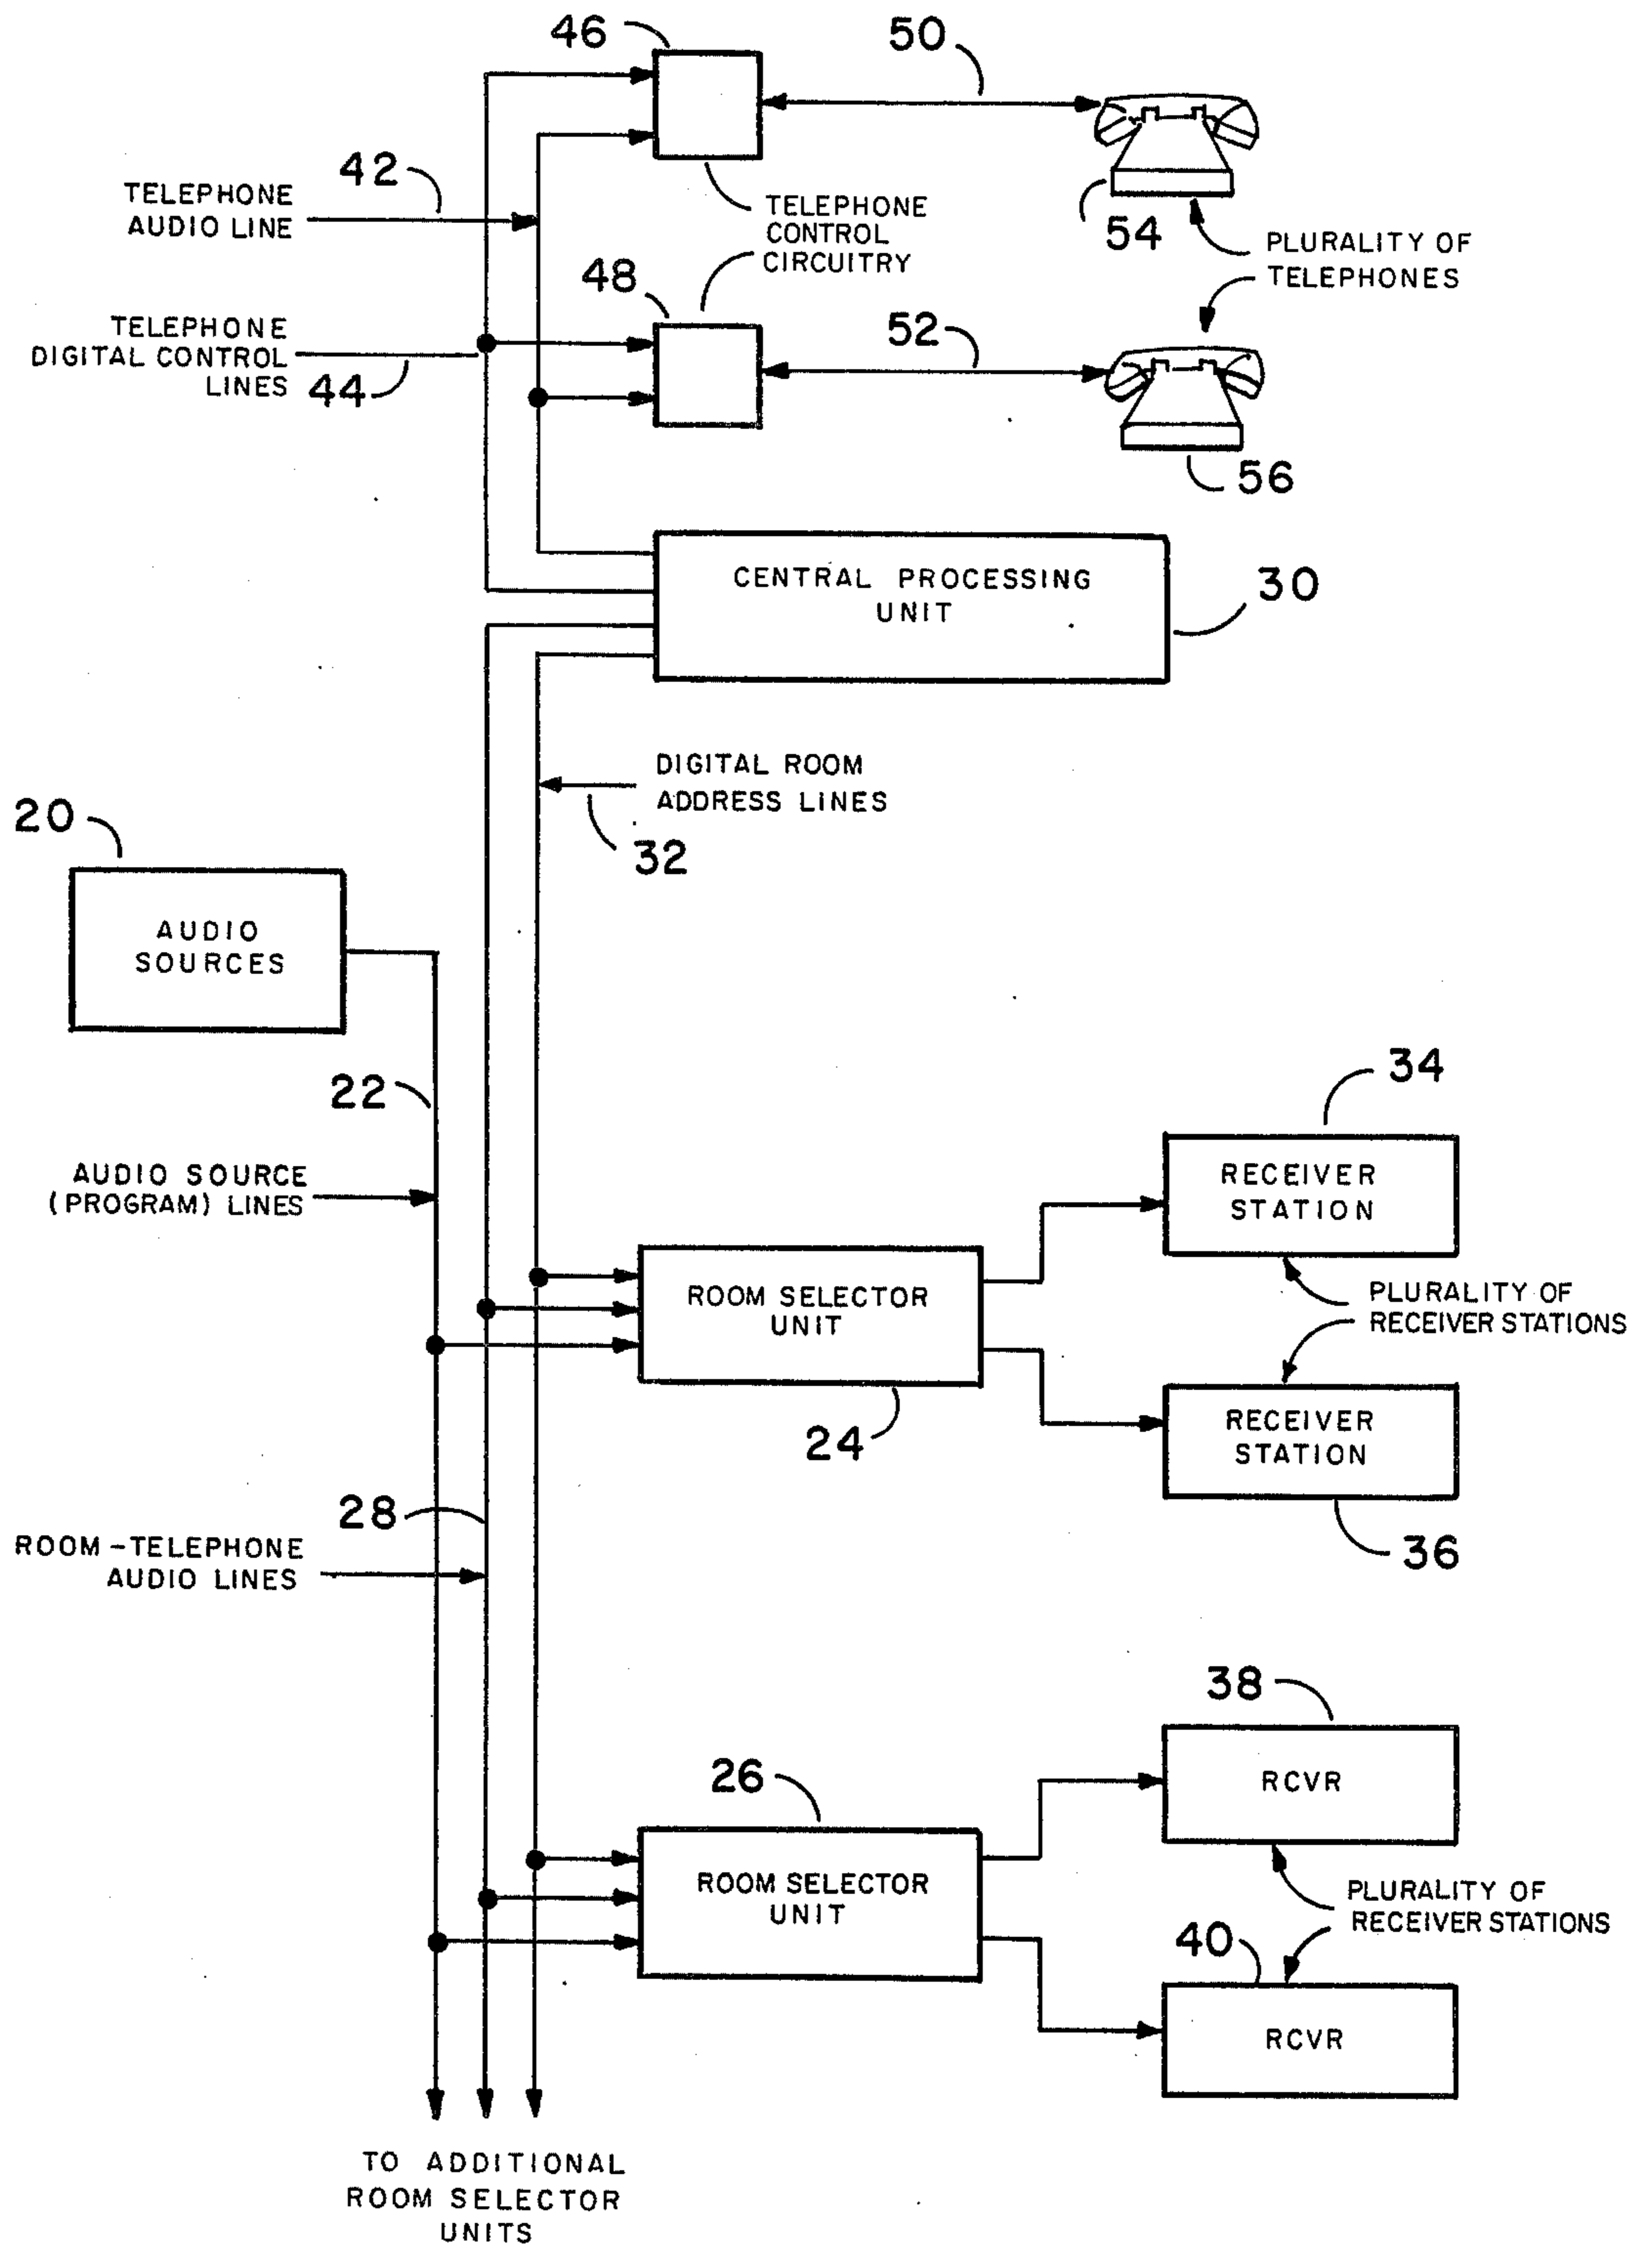 46
50
42
TELEPHONE
AUDIO LINE
TELEPHONE
CONTROL
CIRCUITRY
54
PLURALITY OF
TELEPHONES
48
52
TELEPHONE
DIGITAL CONTROL
LINES
44
56
CENTRAL PROCESSING
UNIT
30
DIGITAL ROOM
ADDRESS LINES
32
20
AUDIO
SOURCES
22
34
AUDIO SOURCE
(PROGRAM) LINES
RECEIVER
STATION
ROOM SELECTOR
UNIT
PLURALITY OF
RECEIVER STATIONS
24
RECEIVER
STATION
28
36
ROOM-TELEPHONE
AUDIO LINES
38
26
RCVR
ROOM SELECTOR
UNIT
PLURALITY OF
RECEIVER STATIONS
40
RCVR
TO ADDITIONAL
ROOM SELECTOR
UNITS